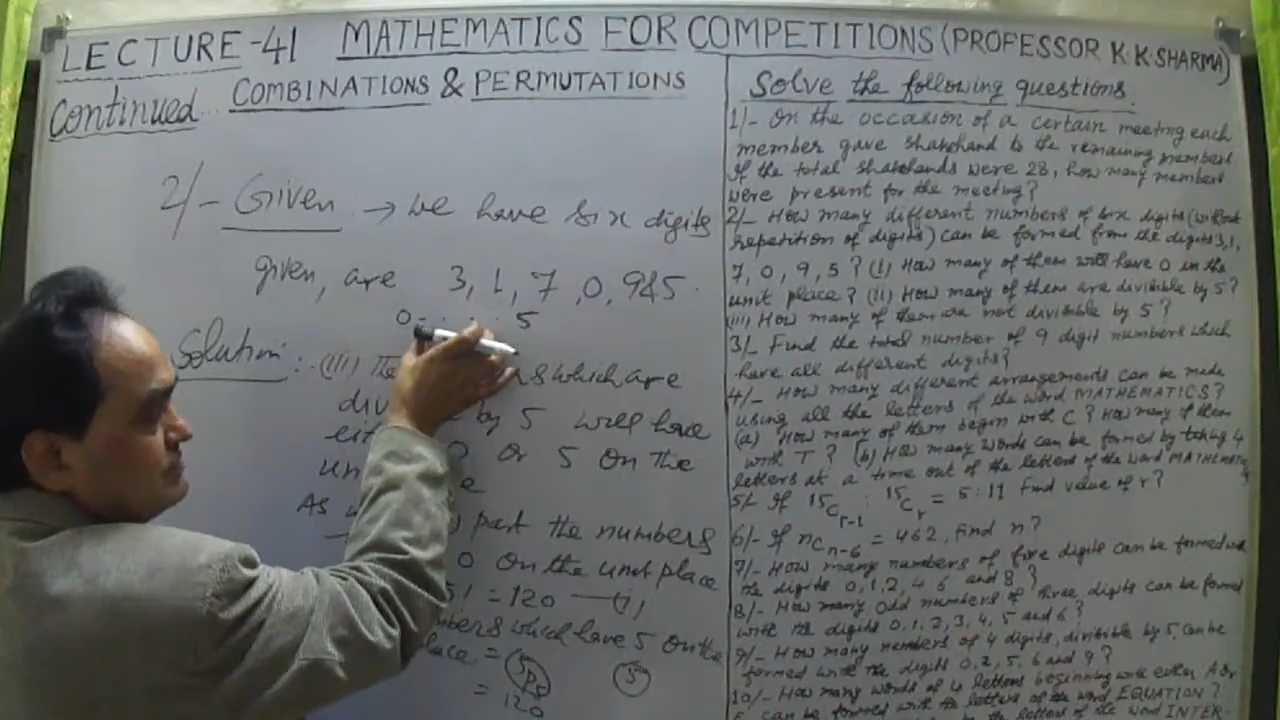 LECTURE-41 MATHEMATICS FOR COMPETITIONS (PROFESSOR K.K.SHARMA)
Continued... COMBINATIONS & PERMUTATIONS
2/- Given → we have six digits
given, are 3, 1, 7, 0, 9&5.
0 - . . . . 5
Solution: (iii) The which are
by 5 will have
0 or 5 on the
As part the numbers
0 on the unit place
5! = 120 —(i)
which have 5 on the
place = 5P5 5
= 120
Solve the following questions.
1/- On the occasion of a certain meeting each
member gave shakehand to the remaining members
If the total shakehands were 28, how many members
were present for the meeting?
2/- How many different numbers of six digits (without
repetition of digits) can be formed from the digits 3, 1,
7, 0, 9, 5? (i) How many of them will have 0 in the
unit place? (ii) How many of them are divisible by 5?
(iii) How many of them are not divisible by 5?
3/- Find the total number of 9 digit numbers which
have all different digits?
4/- How many different arrangements can be made
using all the letters of the word MATHEMATICS?
(a) How many of them begin with C? How many of them
with T? (b) How many words can be formed by taking 4
letters at a time out of the letters of the word MATHEMATIC
5/- If 15Cr-1 : 15Cr = 5:11 Find value of r?
6/- If nCn-6 = 462, find n?
7/- How many numbers of five digits can be formed with
the digits 0, 1, 2, 4 6 and 8?
8/- How many odd numbers of three digits can be formed
with the digits 0, 1, 2, 3, 4, 5 and 6?
9/- How many numbers of 4 digits, divisible by 5, can be
formed with the digits 0, 2, 5, 6 and 9?
10/- How many words of 4 letters beginning with either A or
E can be formed with the letters of the word EQUATION?
the letters of the word INTER-